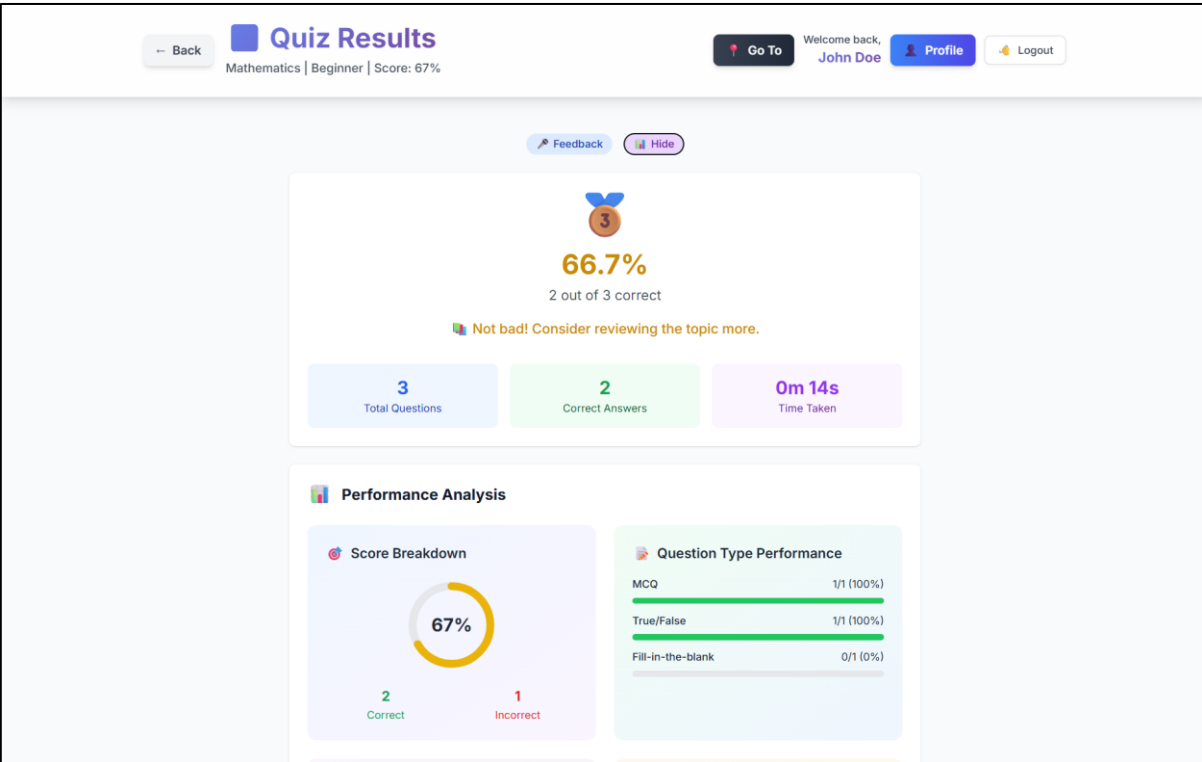 ← Back
Quiz Results
Mathematics | Beginner | Score: 67%
Go To
Welcome back,
John Doe
Profile
Logout
Feedback
Hide
3
66.7%
2 out of 3 correct
Not bad! Consider reviewing the topic more.
3
Total Questions
2
Correct Answers
0m 14s
Time Taken
Performance Analysis
Score Breakdown
67%
2
Correct
1
Incorrect
Question Type Performance
MCQ 1/1 (100%)
True/False 1/1 (100%)
Fill-in-the-blank 0/1 (0%)